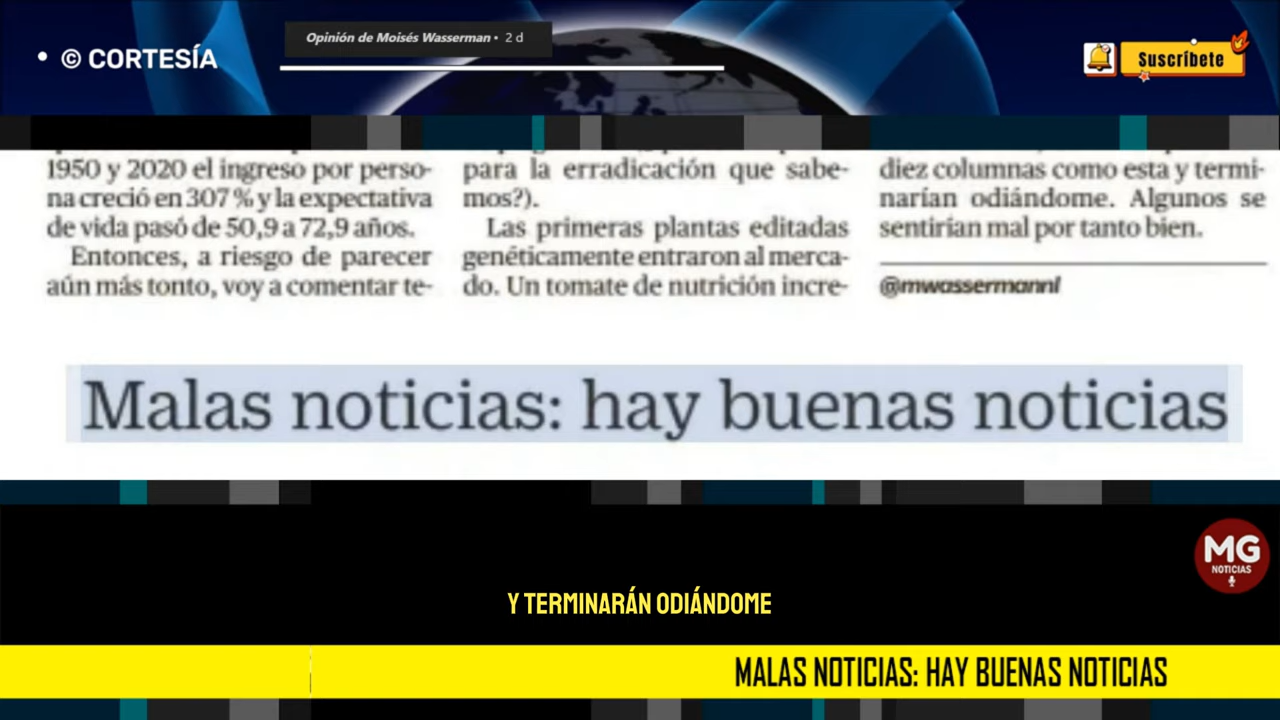 • © CORTESÍA
Opinión de Moisés Wasserman • 2 d
Suscríbete
1950 y 2020 el ingreso por perso-
na creció en 307 % y la expectativa
de vida pasó de 50,9 a 72,9 años.
Entonces, a riesgo de parecer
aún más tonto, voy a comentar te-
para la erradicación que sabe-
mos?).
Las primeras plantas editadas
genéticamente entraron al merca-
do. Un tomate de nutrición incre-
diez columnas como esta y termi-
narían odiándome. Algunos se
sentirían mal por tanto bien.
@mwassermannl
Malas noticias: hay buenas noticias
MG
NOTICIAS
Y TERMINARÁN ODIÁNDOME
MALAS NOTICIAS: HAY BUENAS NOTICIAS